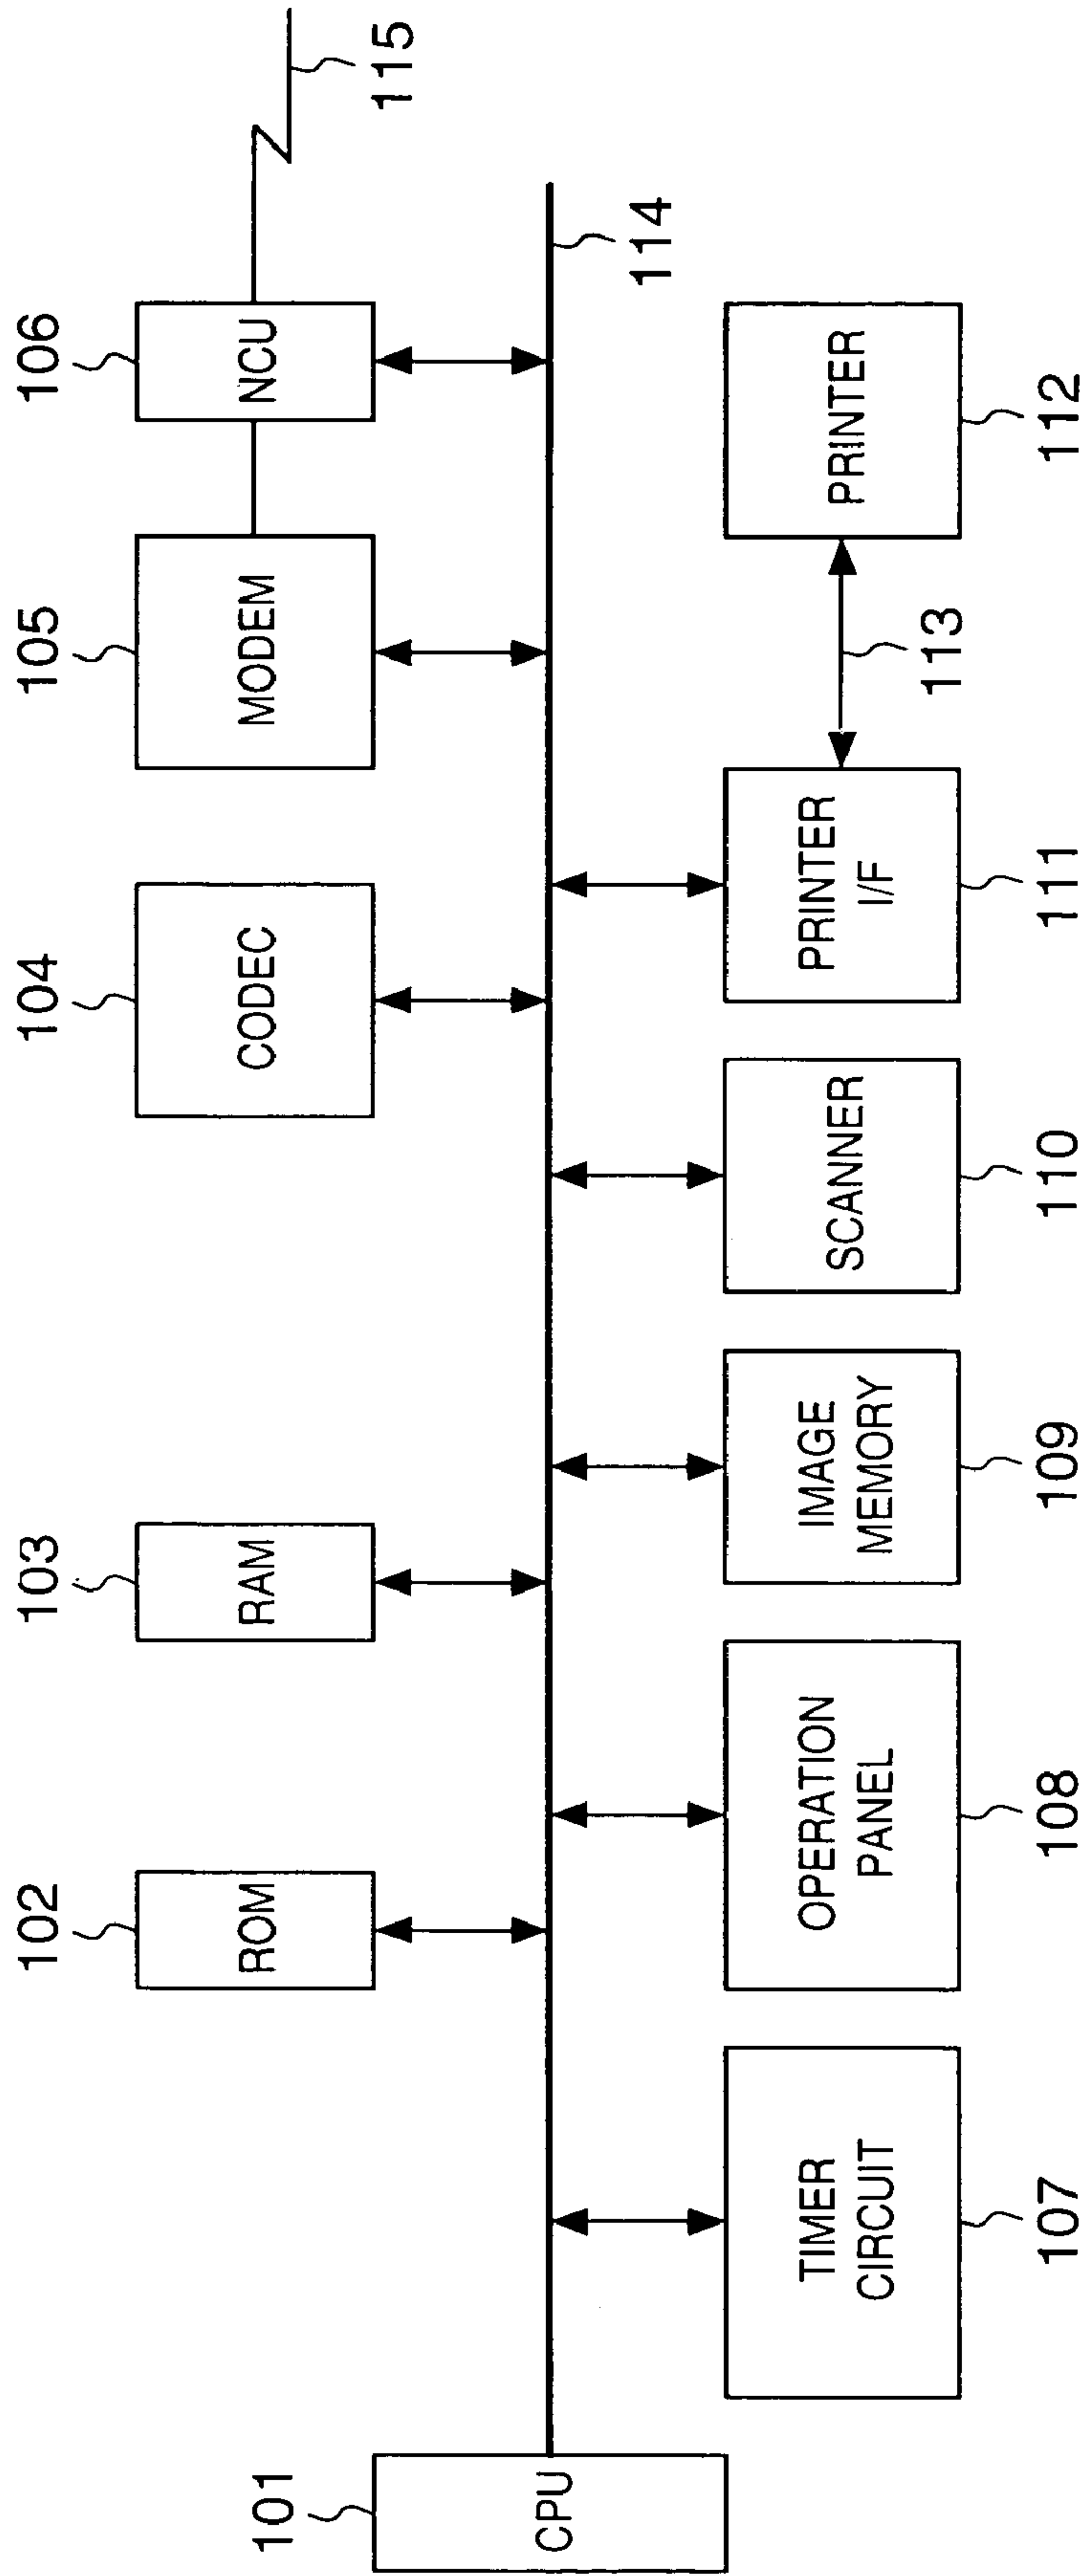 101
CPU
102
ROM
103
RAM
104
CODEC
105
MODEM
106
NCU
115
114
TIMER
CIRCUIT
107
OPERATION
PANEL
108
IMAGE
MEMORY
109
SCANNER
110
PRINTER
I/F
111
113
PRINTER
112